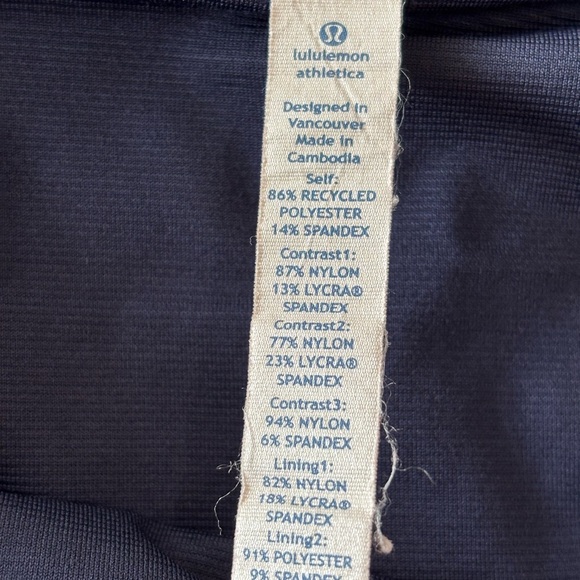 lululemon
athletica
Designed in
Vancouver
Made in
Cambodia
Self:
86% RECYCLED
POLYESTER
14% SPANDEX
Contrast1:
87% NYLON
13% LYCRA®
SPANDEX
Contrast2:
77% NYLON
23% LYCRA®
SPANDEX
Contrast3:
94% NYLON
6% SPANDEX
Lining1:
82% NYLON
18% LYCRA®
SPANDEX
Lining2:
91% POLYESTER
9% SPANDEX